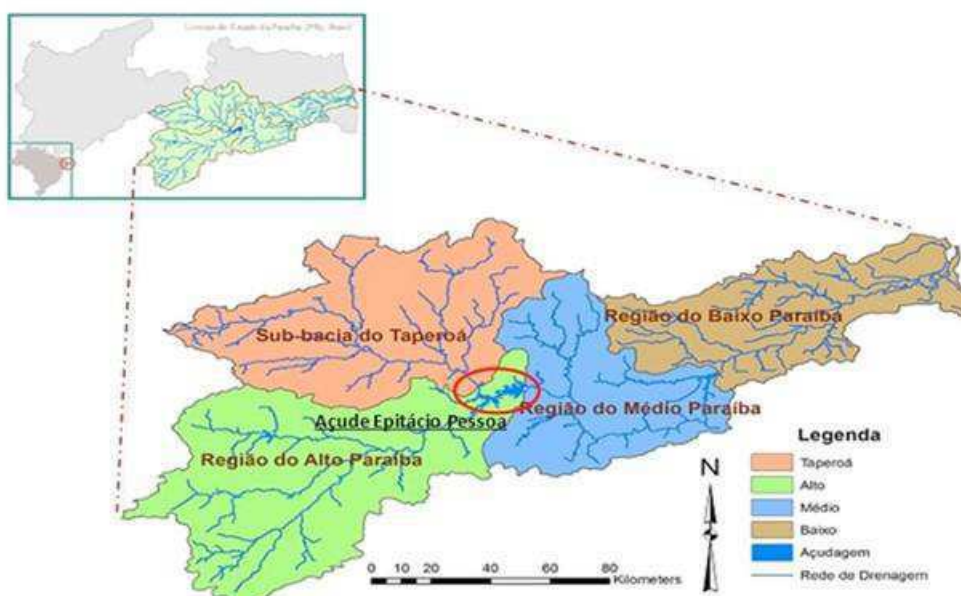 Sub-bacia do Taperoá
Região do Baixo Paraíba
Açude Epitácio Pessoa
Região do Médio Paraíba
Região do Alto Paraíba
Legenda
Taperoá
Alto
Médio
Baixo
Açudagem
Rede de Drenagem
N
0 10 20 40 60 80
Kilometers